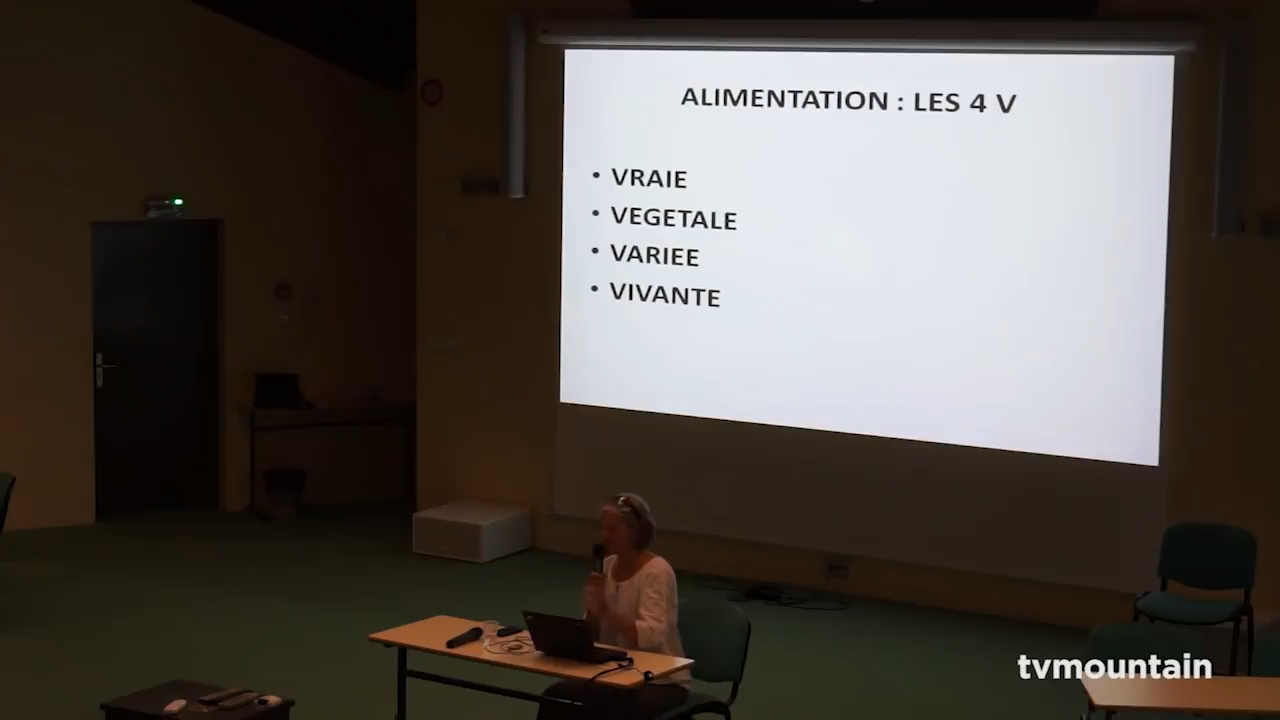 ALIMENTATION : LES 4 V
• VRAIE
• VEGETALE
• VARIEE
• VIVANTE
tvmountain